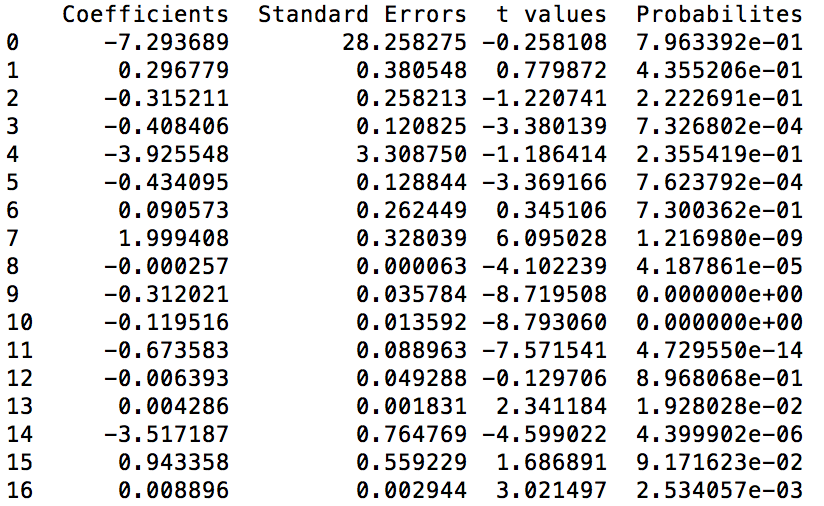 Coefficients  Standard Errors  t values  Probabilites
0       -7.293689        28.258275 -0.258108  7.963392e-01
1        0.296779         0.380548  0.779872  4.355206e-01
2       -0.315211         0.258213 -1.220741  2.222691e-01
3       -0.408406         0.120825 -3.380139  7.326802e-04
4       -3.925548         3.308750 -1.186414  2.355419e-01
5       -0.434095         0.128844 -3.369166  7.623792e-04
6        0.090573         0.262449  0.345106  7.300362e-01
7        1.999408         0.328039  6.095028  1.216980e-09
8       -0.000257         0.000063 -4.102239  4.187861e-05
9       -0.312021         0.035784 -8.719508  0.000000e+00
10      -0.119516         0.013592 -8.793060  0.000000e+00
11      -0.673583         0.088963 -7.571541  4.729550e-14
12      -0.006393         0.049288 -0.129706  8.968068e-01
13       0.004286         0.001831  2.341184  1.928028e-02
14      -3.517187         0.764769 -4.599022  4.399902e-06
15       0.943358         0.559229  1.686891  9.171623e-02
16       0.008896         0.002944  3.021497  2.534057e-03